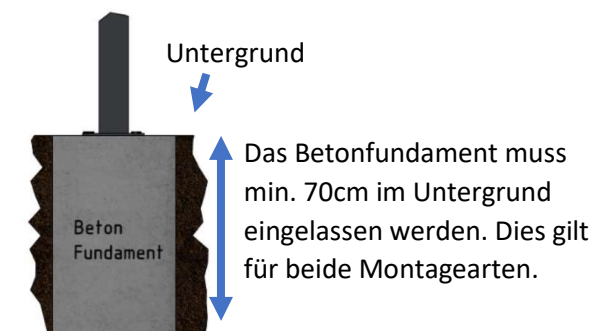 Untergrund
Das Betonfundament muss
min. 70cm im Untergrund
eingelassen werden. Dies gilt
für beide Montagearten.
Beton
Fundament